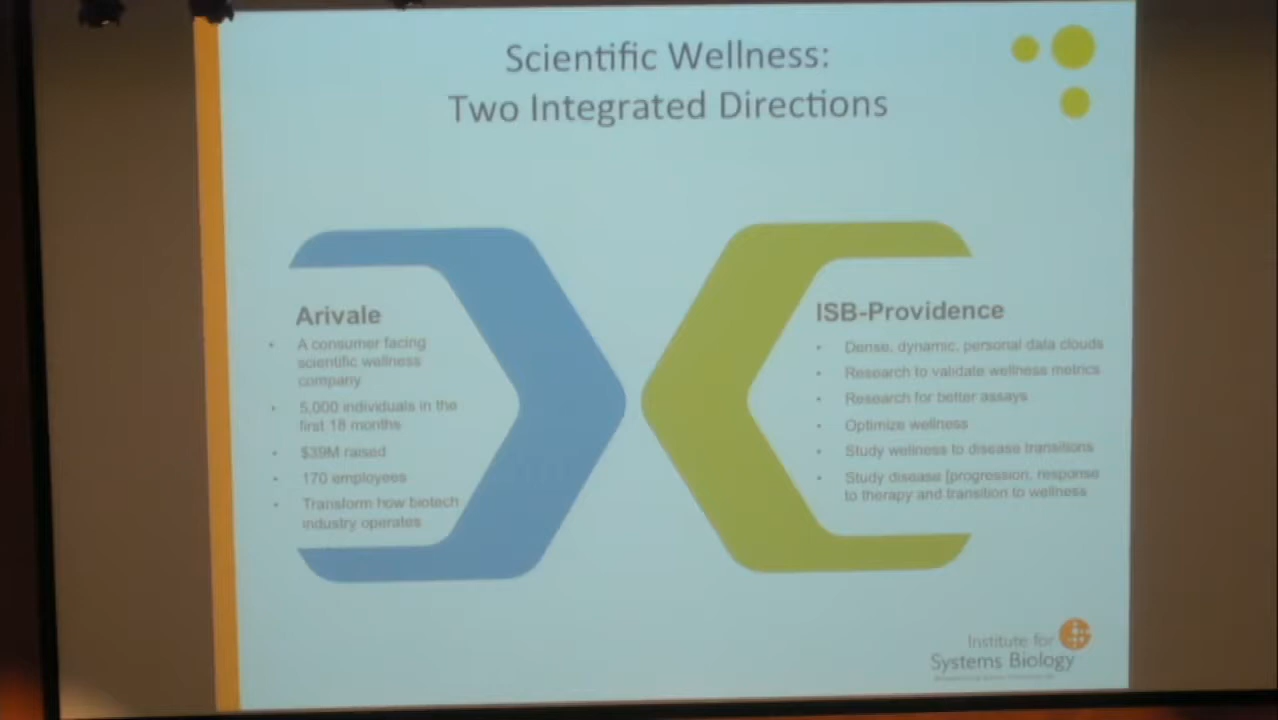 Scientific Wellness:
Two Integrated Directions
Arivale
• A consumer facing
scientific wellness
company
• 5,000 individuals in the
first 18 months
• $39M raised
• 170 employees
• Transform how biotech
industry operates
ISB-Providence
• Dense, dynamic, personal data clouds
• Research to validate wellness metrics
• Research for better assays
• Optimize wellness
• Study wellness to disease transitions
• Study disease [progression, response
to therapy and transition to wellness
Institute for
Systems Biology